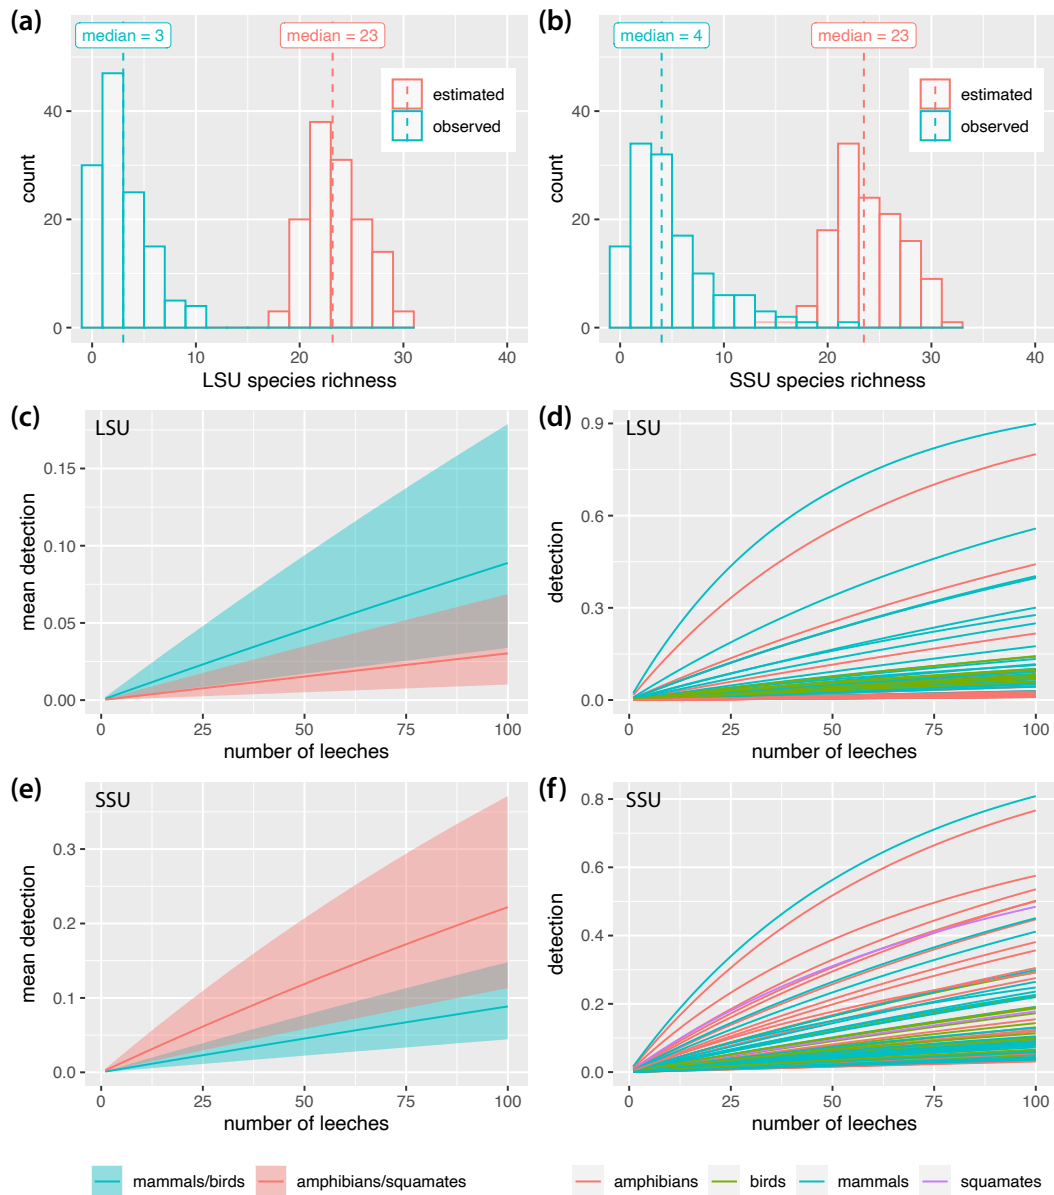 (a)
median = 3
median = 23
estimated
observed
count
40
20
0
0
10
20
30
40
LSU species richness
(b)
median = 4
median = 23
estimated
observed
count
40
20
0
0
10
20
30
40
SSU species richness
(c)
LSU
mean detection
0.15
0.10
0.05
0.00
0
25
50
75
100
number of leeches
(d)
LSU
detection
0.9
0.6
0.3
0.0
0
25
50
75
100
number of leeches
(e)
SSU
mean detection
0.3
0.2
0.1
0.0
0
25
50
75
100
number of leeches
(f)
SSU
detection
0.8
0.6
0.4
0.2
0.0
0
25
50
75
100
number of leeches
mammals/birds
amphibians/squamates
amphibians
birds
mammals
squamates